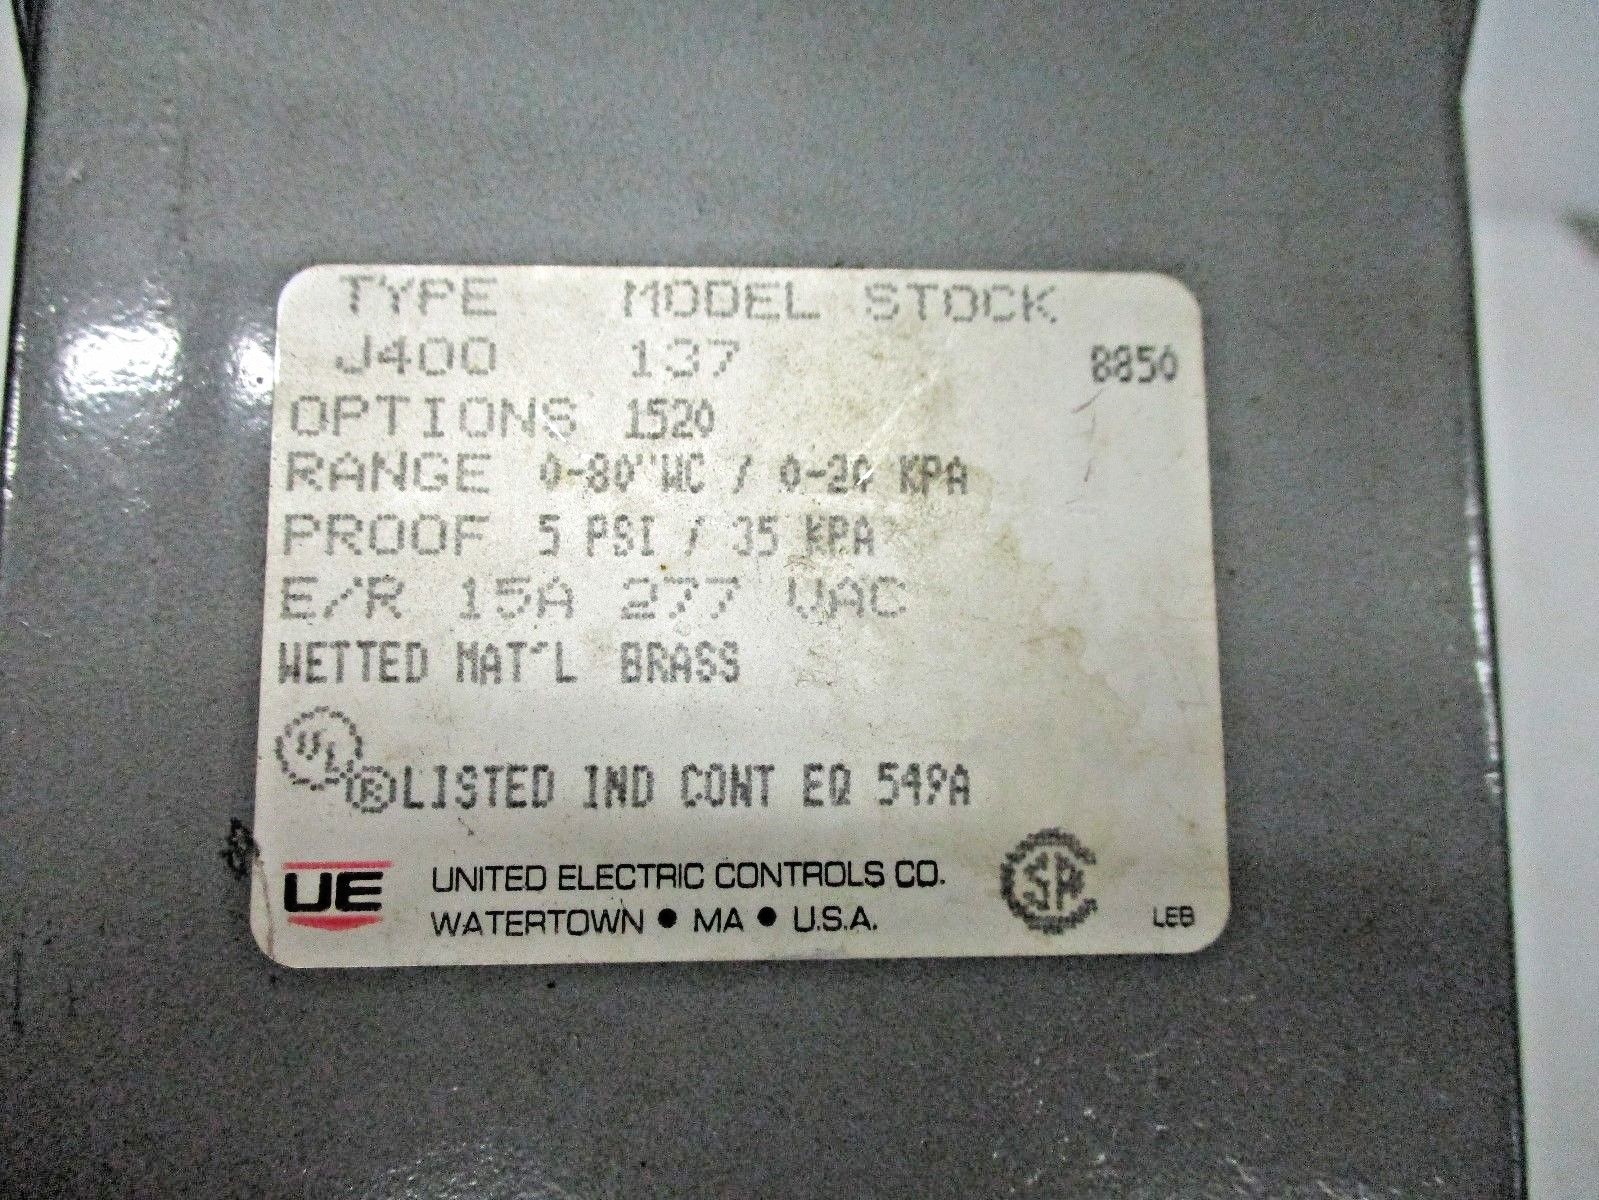 TYPE MODEL STOCK
J400 137 8850
OPTIONS 1520
RANGE 0-80"WC / 0-20 KPA
PROOF 5 PSI / 35 KPA
E/R 15A 277 VAC
WETTED MAT'L BRASS
UL
® LISTED IND CONT EQ 549A
UE UNITED ELECTRIC CONTROLS CO.
WATERTOWN • MA • U.S.A.
LEB